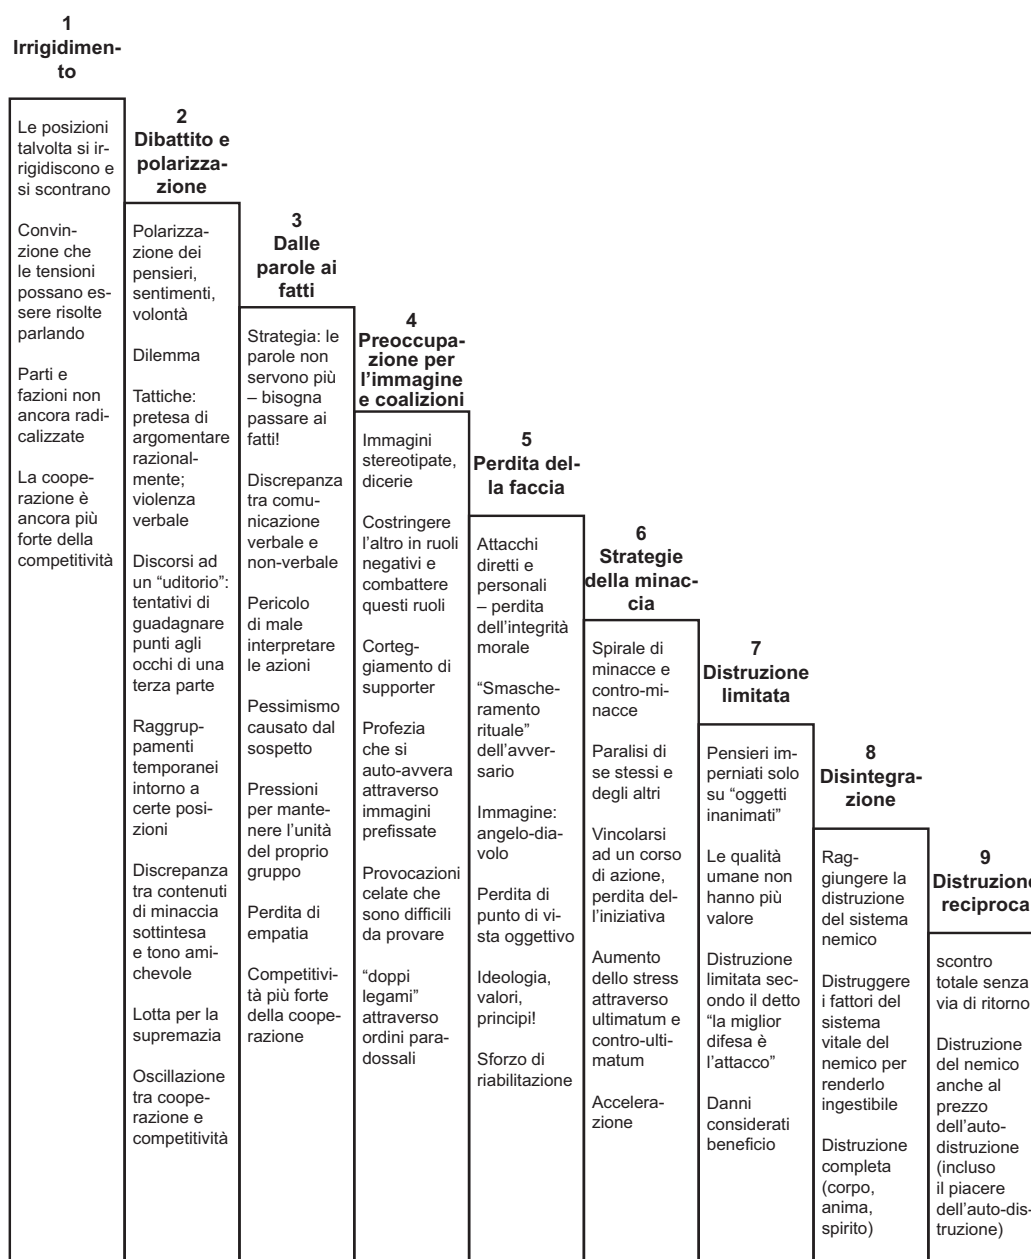 1
Irrigidimen-
to
Le posizioni
talvolta si ir-
rigidiscono e
si scontrano
Convin-
zione che
le tensioni
possano es-
sere risolte
parlando
Parti e
fazioni non
ancora radi-
calizzate
La coope-
razione è
ancora più
forte della
competitività
2
Dibattito e
polarizza-
zione
Polarizza-
zione dei
pensieri,
sentimenti,
volontà
Dilemma
Tattiche:
pretesa di
argomentare
razional-
mente;
violenza
verbale
Discorsi ad
un “uditorio”:
tentativi di
guadagnare
punti agli
occhi di una
terza parte
Raggrup-
pamenti
temporanei
intorno a
certe posi-
zioni
Discrepanza
tra contenuti
di minaccia
sottintesa
e tono ami-
chevole
Lotta per la
supremazia
Oscillazione
tra coope-
razione e
competitività
3
Dalle
parole ai
fatti
Strategia: le
parole non
servono più
– bisogna
passare ai
fatti!
Discrepanza
tra comu-
nicazione
verbale e
non-verbale
Pericolo
di male
interpretare
le azioni
Pessimismo
causato dal
sospetto
Pressioni
per mante-
nere l’unità
del proprio
gruppo
Perdita di
empatia
Competitivi-
tà più forte
della coope-
razione
4
Preoccupa-
zione per
l’immagine
e coalizioni
Immagini
stereotipate,
dicerie
Costringere
l’altro in ruoli
negativi e
combattere
questi ruoli
Corteg-
giamento di
supporter
Profezia
che si
auto-avvera
attraverso
immagini
prefissate
Provocazioni
celate che
sono difficili
da provare
“doppi
legami”
attraverso
ordini para-
dossali
5
Perdita del-
la faccia
Attacchi
diretti e
personali
– perdita
dell’integrità
morale
“Smasche-
ramento
rituale”
dell’avver-
sario
Immagine:
angelo-dia-
volo
Perdita di
punto di vi-
sta oggettivo
Ideologia,
valori,
principi!
Sforzo di
riabilitazione
6
Strategie
della minac-
cia
Spirale di
minacce e
contro-mi-
nacce
Paralisi di
se stessi e
degli altri
Vincolarsi
ad un corso
di azione,
perdita del-
l’iniziativa
Aumento
dello stress
attraverso
ultimatum e
contro-ulti-
matum
Accelera-
zione
7
Distruzione
limitata
Pensieri im-
perniati solo
su “oggetti
inanimati”
Le qualità
umane non
hanno più
valore
Distruzione
limitata sec-
ondo il detto
“la miglior
difesa è
l’attacco”
Danni
considerati
beneficio
8
Disintegra-
zione
Rag-
giungere la
distruzione
del sistema
nemico
Distruggere
i fattori del
sistema
vitale del
nemico per
renderlo
ingestibile
Distruzione
completa
(corpo,
anima,
spirito)
9
Distruzione
reciproca
scontro
totale senza
via di ritorno
Distruzione
del nemico
anche al
prezzo
dell’auto-
distruzione
(incluso
il piacere
dell’auto-dis-
truzione)